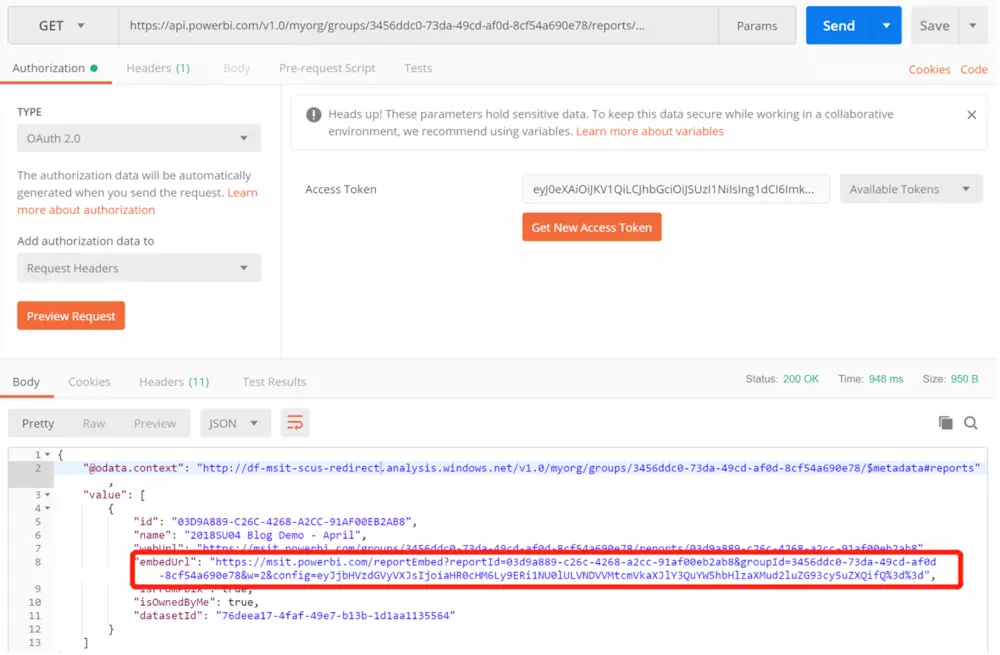 GET https://api.powerbi.com/v1.0/myorg/groups/3456ddc0-73da-49cd-af0d-8cf54a690e78/reports/... Params Send Save
Authorization Headers (1) Body Pre-request Script Tests Cookies Code
TYPE
OAuth 2.0
The authorization data will be automatically
generated when you send the request. Learn
more about authorization
Add authorization data to
Request Headers
Preview Request
Heads up! These parameters hold sensitive data. To keep this data secure while working in a collaborative
environment, we recommend using variables. Learn more about variables
Access Token eyJ0eXAiOiJKV1QiLCJhbGciOiJSUzI1NiIsIng1dCI6Imk... Available Tokens
Get New Access Token
Body Cookies Headers (11) Test Results Status: 200 OK Time: 948 ms Size: 950 B
Pretty Raw Preview JSON
1 {
2 "@odata.context": "http://df-msit-scus-redirect.analysis.windows.net/v1.0/myorg/groups/3456ddc0-73da-49cd-af0d-8cf54a690e78/$metadata#reports"
,
3 "value": [
4 {
5 "id": "03D9A889-C26C-4268-A2CC-91AF00EB2AB8",
6 "name": "2018SU04 Blog Demo - April",
7 "webUrl": "https://msit.powerbi.com/groups/3456ddc0-73da-49cd-af0d-8cf54a690e78/reports/03d9a889-c26c-4268-a2cc-91af00eb2ab8",
8 "embedUrl": "https://msit.powerbi.com/reportEmbed?reportId=03d9a889-c26c-4268-a2cc-91af00eb2ab8&groupId=3456ddc0-73da-49cd-af0d
-8cf54a690e78&w=2&config=eyJjbHVzdGVyVXJsIjoiaHR0cHM6Ly9ERi1NU0lULVNDVVMtcmVkaXJlY3QuYW5hbHlzaXMud2luZG93cy5uZXQifQ%3d%3d",
9 "isFromPbix": true,
10 "isOwnedByMe": true,
11 "datasetId": "76deea17-4faf-49e7-b13b-1d1aa1135564"
12 }
13 ]